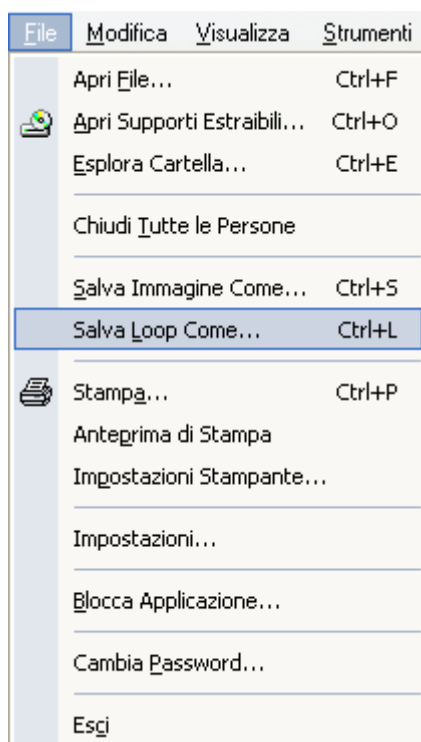 File Modifica Visualizza Strumenti
Apri File... Ctrl+F
Apri Supporti Estraibili... Ctrl+O
Esplora Cartella... Ctrl+E
Chiudi Tutte le Persone
Salva Immagine Come... Ctrl+S
Salva Loop Come... Ctrl+L
Stampa... Ctrl+P
Anteprima di Stampa
Impostazioni Stampante...
Impostazioni...
Blocca Applicazione...
Cambia Password...
Esci